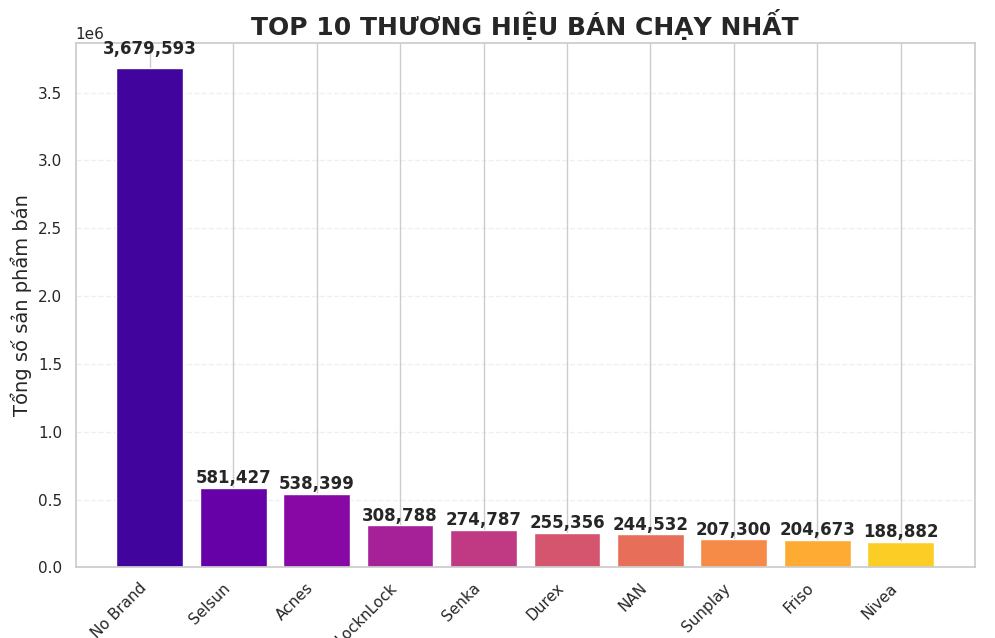 TOP 10 THƯƠNG HIỆU BÁN CHẠY NHẤT
1e6
Tổng số sản phẩm bán
3.5
3.0
2.5
2.0
1.5
1.0
0.5
0.0
3,679,593
581,427
538,399
308,788
274,787
255,356
244,532
207,300
204,673
188,882
No Brand
Selsun
Acnes
LocknLock
Senka
Durex
NAN
Sunplay
Friso
Nivea